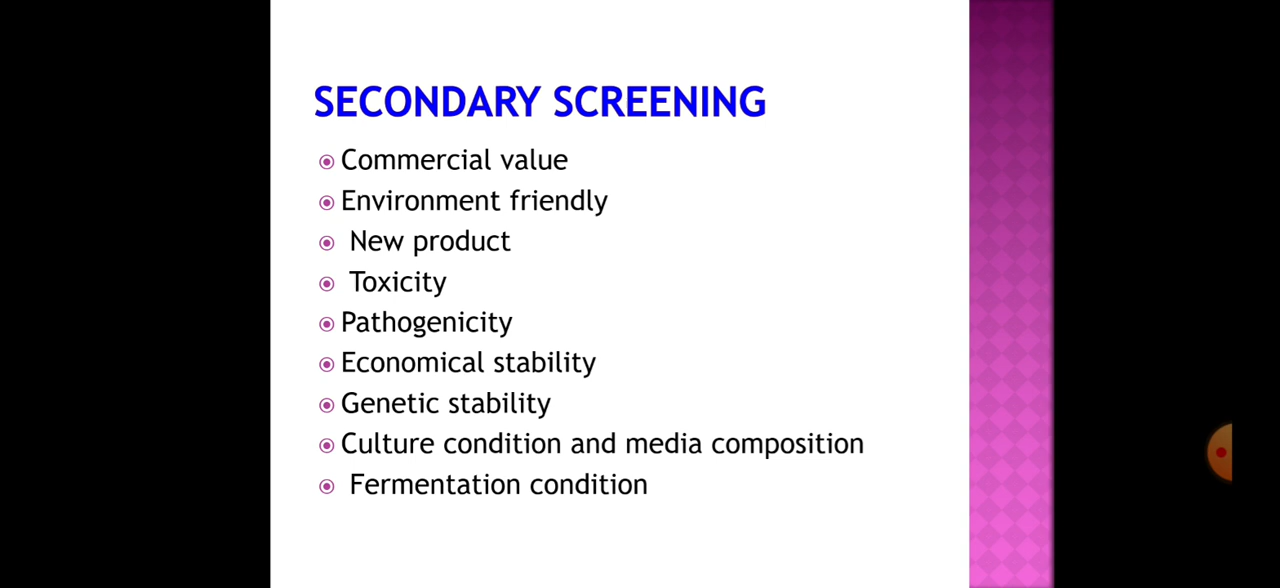 SECONDARY SCREENING
Commercial value
Environment friendly
New product
Toxicity
Pathogenicity
Economical stability
Genetic stability
Culture condition and media composition
Fermentation condition